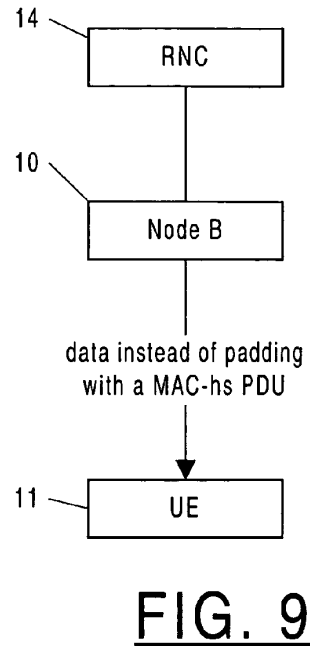 14
RNC
10
Node B
data instead of padding
with a MAC-hs PDU
11
UE
FIG. 9